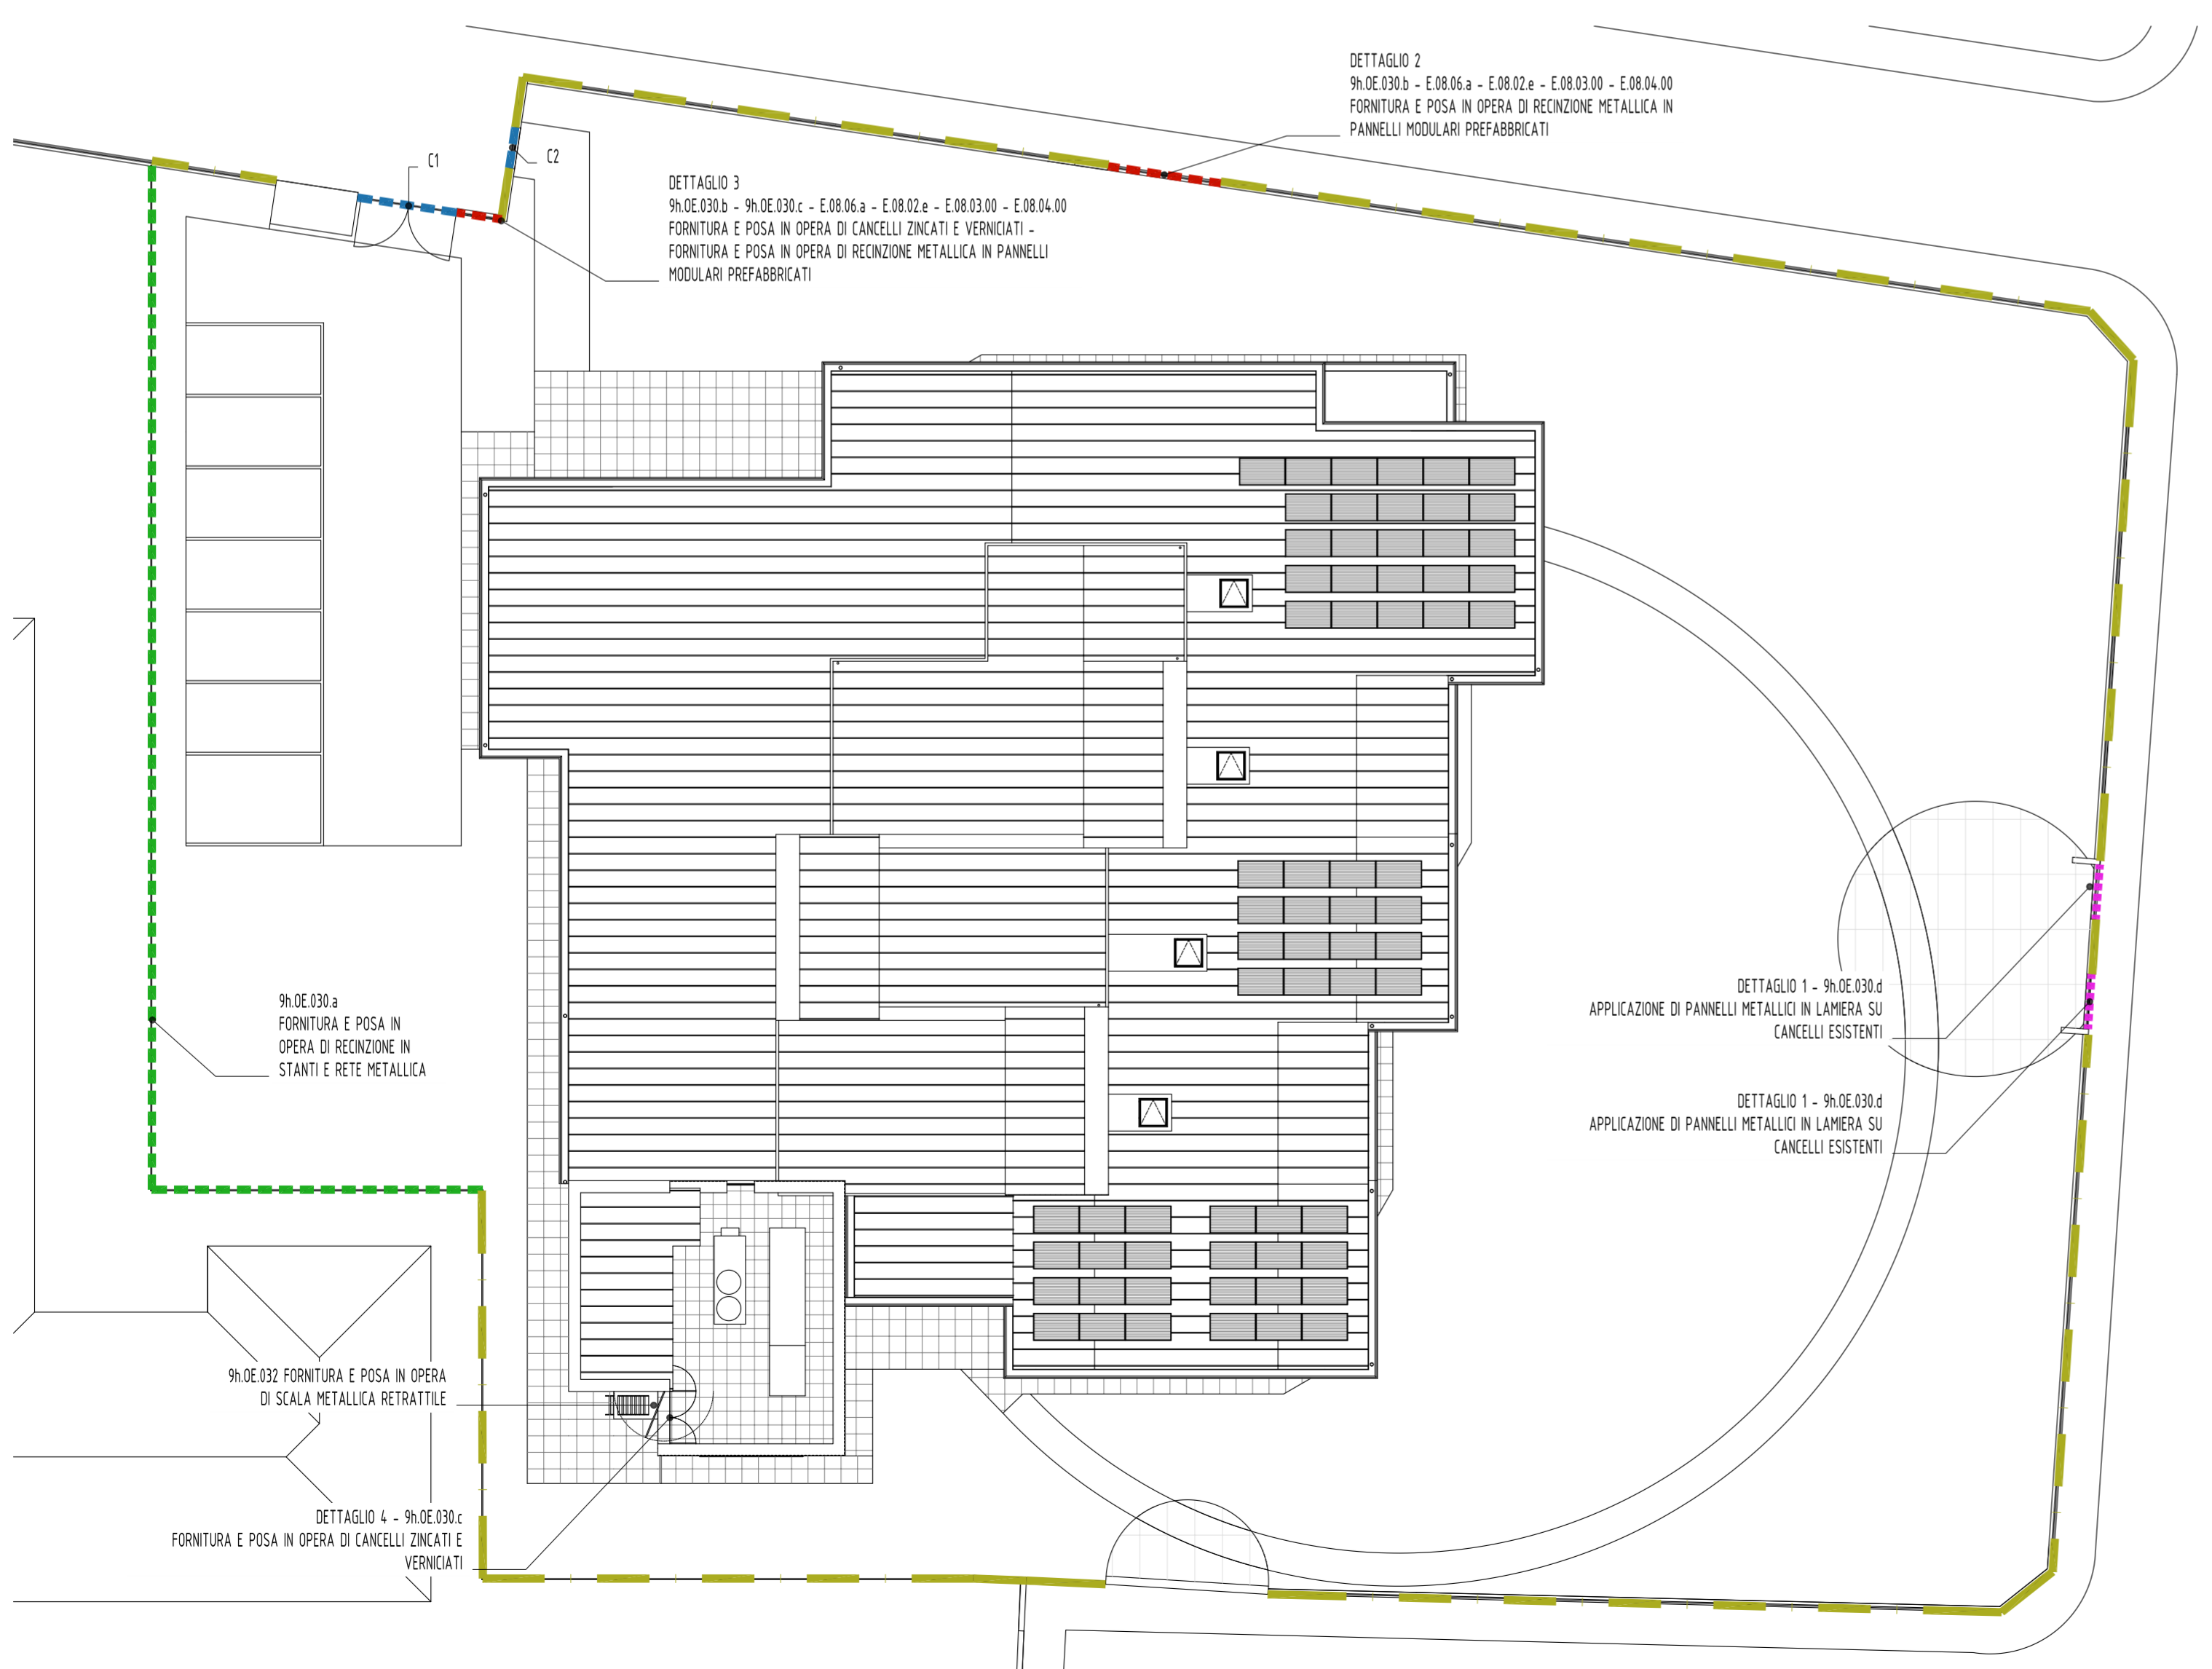 DETTAGLIO 2
9h.OE.030.b - E.08.06.a - E.08.02.e - E.08.03.00 - E.08.04.00
FORNITURA E POSA IN OPERA DI RECINZIONE METALLICA IN
PANNELLI MODULARI PREFABBRICATI
C1
C2
DETTAGLIO 3
9h.OE.030.b - 9h.OE.030.c - E.08.06.a - E.08.02.e - E.08.03.00 - E.08.04.00
FORNITURA E POSA IN OPERA DI CANCELLI ZINCATI E VERNICIATI -
FORNITURA E POSA IN OPERA DI RECINZIONE METALLICA IN PANNELLI
MODULARI PREFABBRICATI
9h.OE.030.a
FORNITURA E POSA IN
OPERA DI RECINZIONE IN
STANTI E RETE METALLICA
DETTAGLIO 1 - 9h.OE.030.d
APPLICAZIONE DI PANNELLI METALLICI IN LAMIERA SU
CANCELLI ESISTENTI
DETTAGLIO 1 - 9h.OE.030.d
APPLICAZIONE DI PANNELLI METALLICI IN LAMIERA SU
CANCELLI ESISTENTI
9h.OE.032 FORNITURA E POSA IN OPERA
DI SCALA METALLICA RETRATTILE
DETTAGLIO 4 - 9h.OE.030.c
FORNITURA E POSA IN OPERA DI CANCELLI ZINCATI E
VERNICIATI